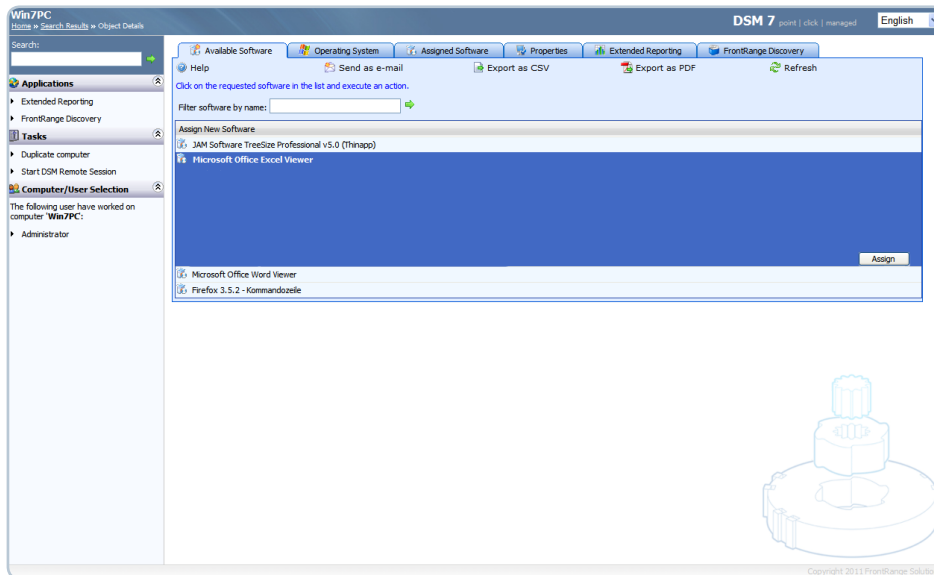 Win7PC
Home » Search Results » Object Details
DSM 7 point | click | managed
English
Search:
Available Software
Operating System
Assigned Software
Properties
Extended Reporting
FrontRange Discovery
Help
Send as e-mail
Export as CSV
Export as PDF
Refresh
Click on the requested software in the list and execute an action.
Filter software by name:
Applications
Extended Reporting
FrontRange Discovery
Tasks
Duplicate computer
Start DSM Remote Session
Computer/User Selection
The following user have worked on
computer 'Win7PC':
Administrator
Assign New Software
JAM Software TreeSize Professional v5.0 (Thinapp)
Microsoft Office Excel Viewer
Assign
Microsoft Office Word Viewer
Firefox 3.5.2 - Kommandozeile
Copyright 2011 FrontRange Solutio